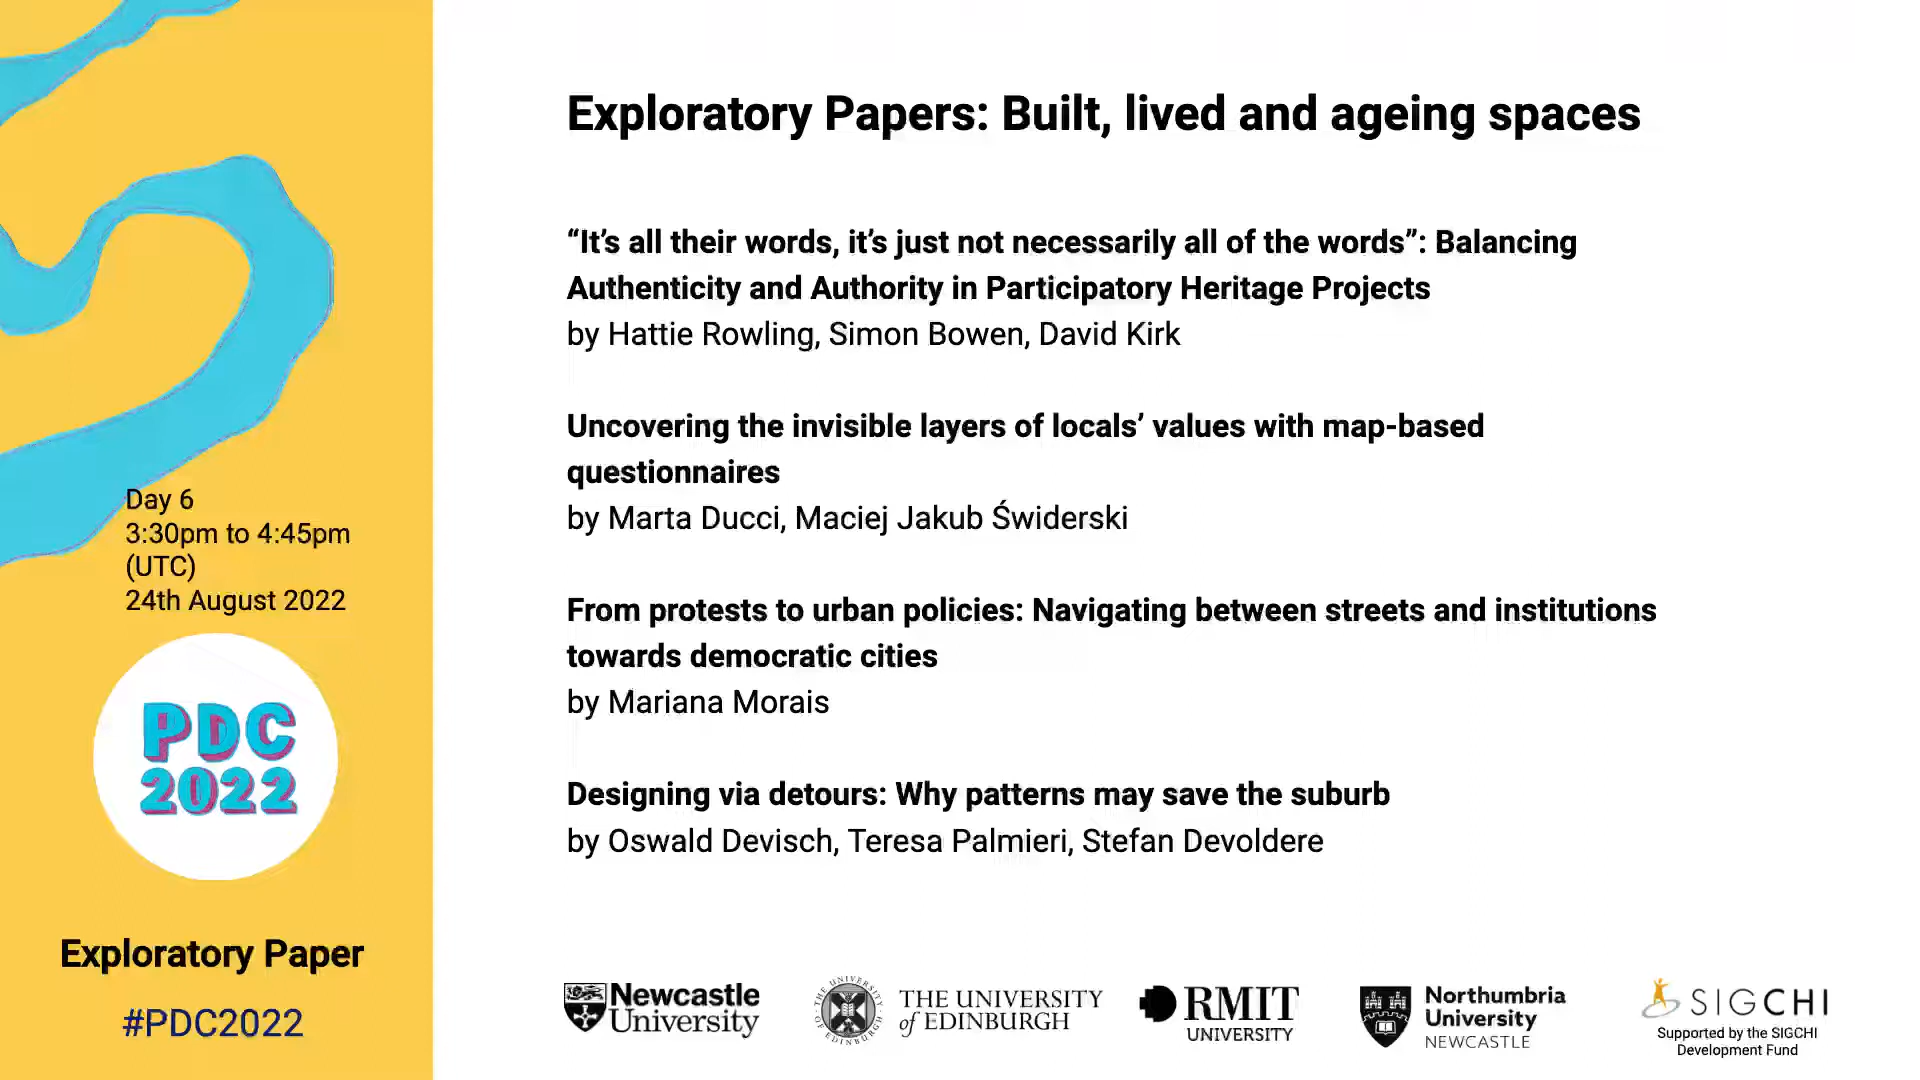 Exploratory Papers: Built, lived and ageing spaces
“It’s all their words, it’s just not necessarily all of the words”: Balancing
Authenticity and Authority in Participatory Heritage Projects
by Hattie Rowling, Simon Bowen, David Kirk
Uncovering the invisible layers of locals’ values with map-based
questionnaires
by Marta Ducci, Maciej Jakub Świderski
From protests to urban policies: Navigating between streets and institutions
towards democratic cities
by Mariana Morais
Designing via detours: Why patterns may save the suburb
by Oswald Devisch, Teresa Palmieri, Stefan Devoldere
Day 6
3:30pm to 4:45pm
(UTC)
24th August 2022
PDC
2022
Exploratory Paper
#PDC2022
Newcastle
University
THE UNIVERSITY
OF EDINBURGH
THE UNIVERSITY
of EDINBURGH
RMIT
UNIVERSITY
Northumbria
University
NEWCASTLE
SIGCHI
Supported by the SIGCHI
Development Fund